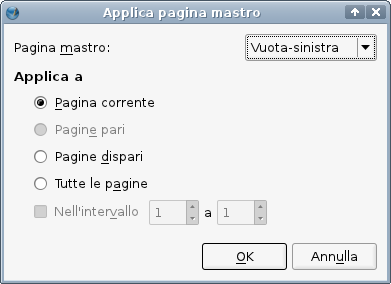 Applica pagina mastro
Pagina mastro: Vuota-sinistra
Applica a
Pagina corrente
Pagine pari
Pagine dispari
Tutte le pagine
Nell'intervallo 1 a 1
OK Annulla